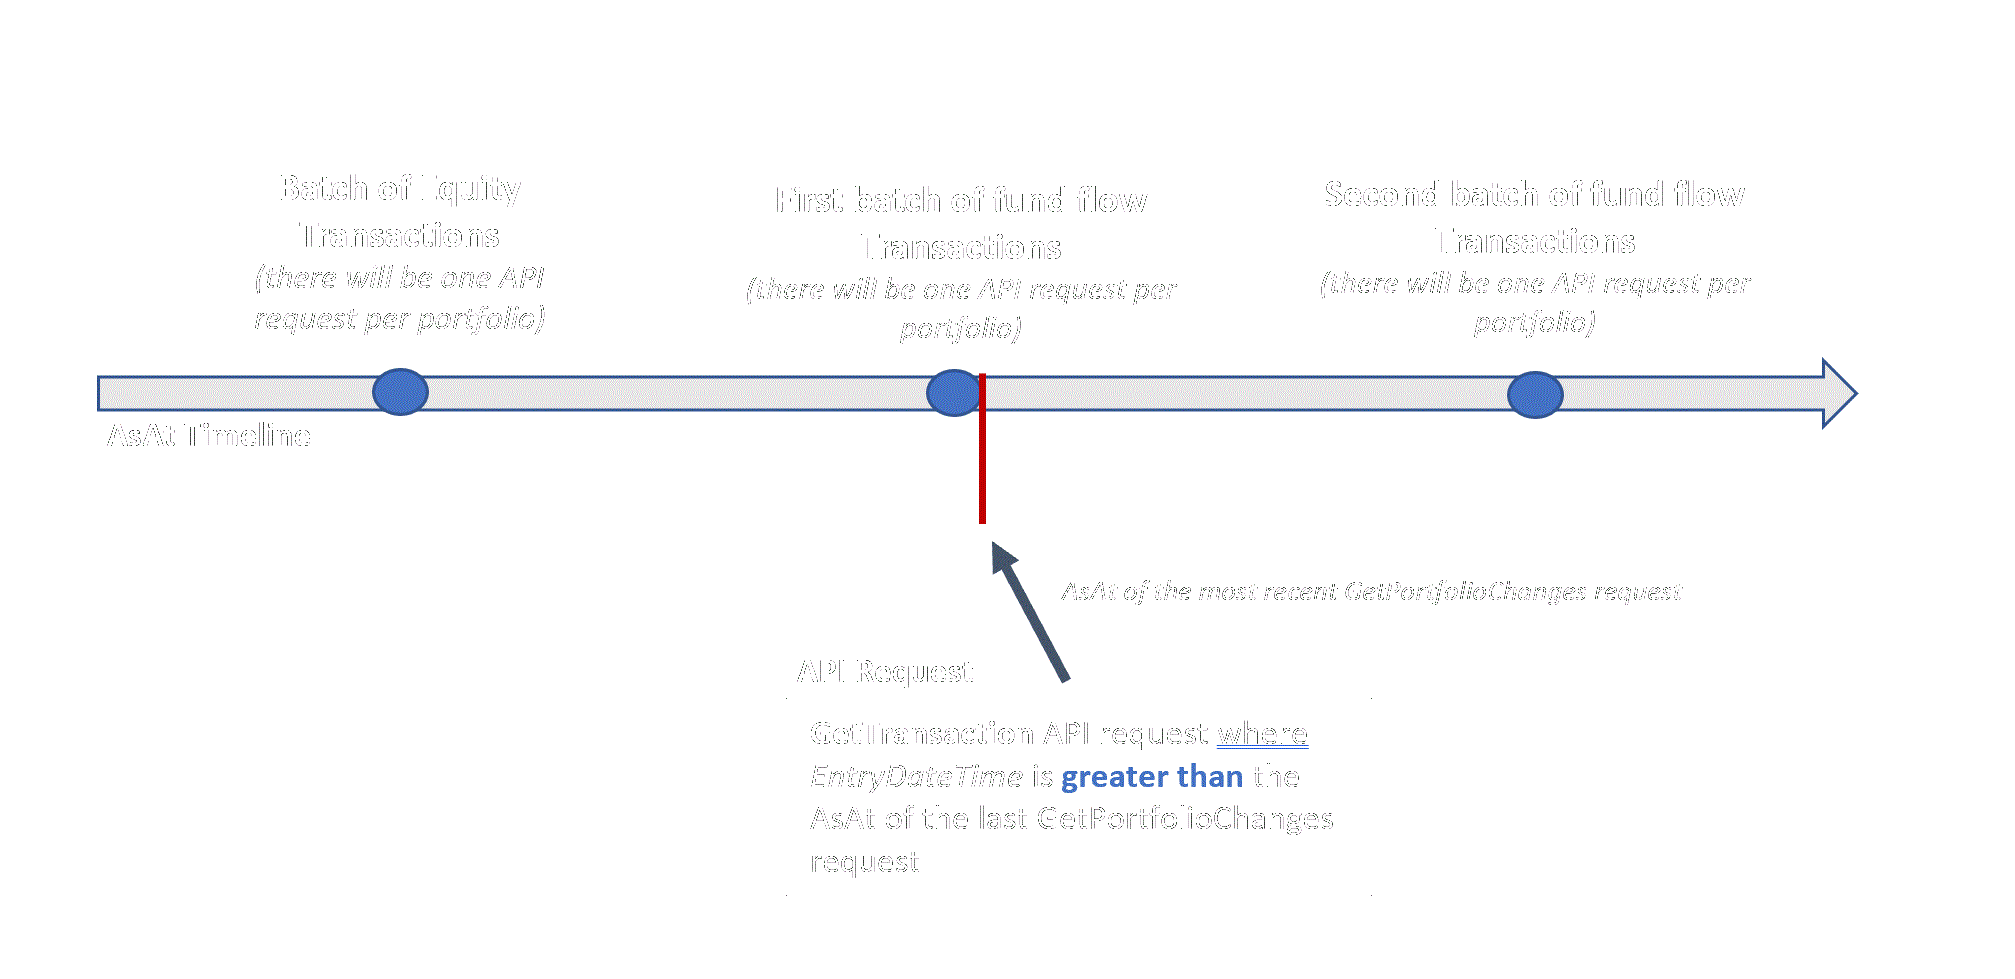 Batch of Equity
Transactions
(there will be one API
request per portfolio)
First batch of fund flow
Transactions
(there will be one API request per
portfolio)
Second batch of fund flow
Transactions
(there will be one API request per
portfolio)
AsAt Timeline
AsAt of the most recent GetPortfolioChanges request
API Request
GetTransaction API request where
EntryDateTime is greater than the
AsAt of the last GetPortfolioChanges
request